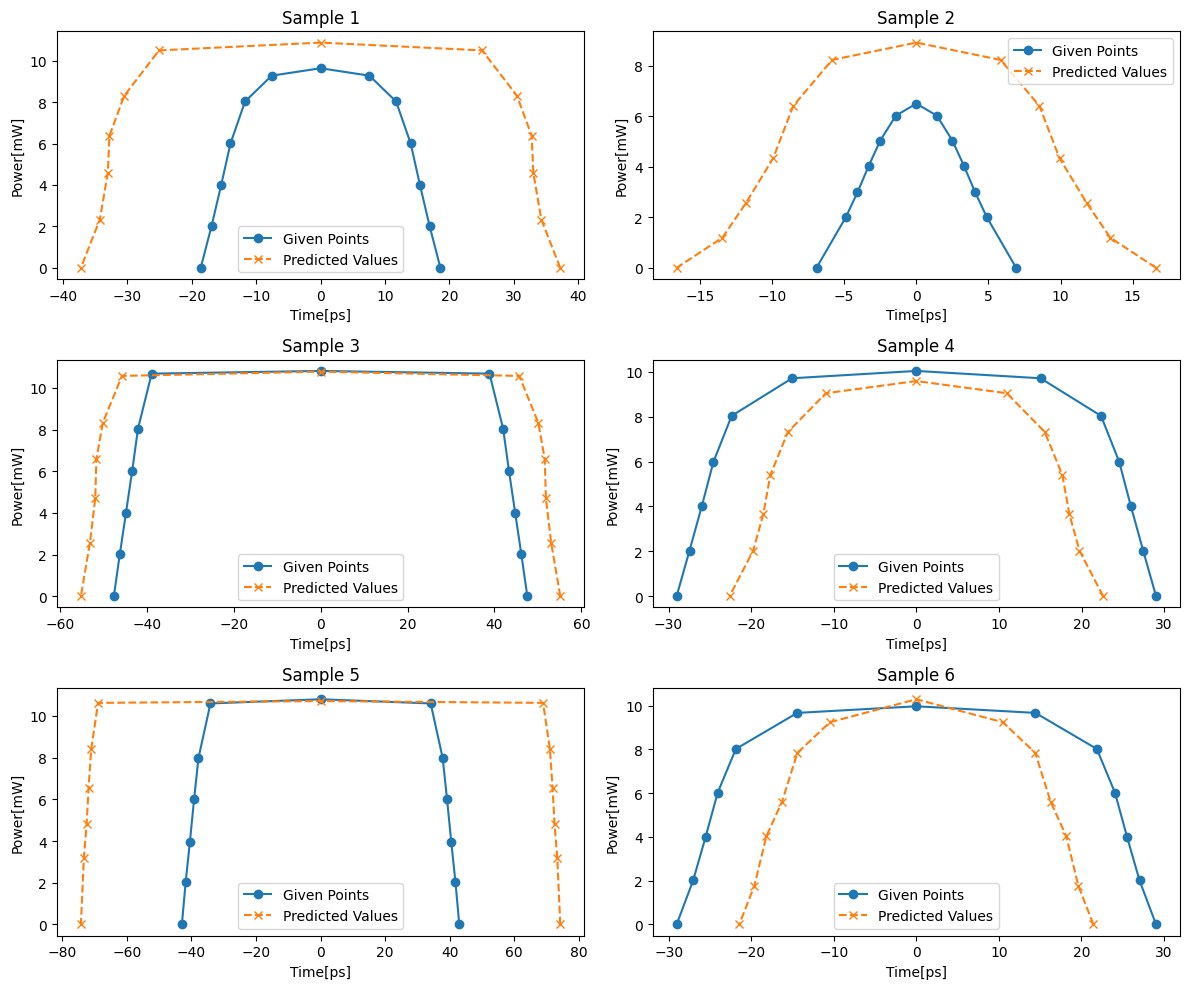 Sample 1
Power[mW]
10
8
6
4
2
0
Given Points
Predicted Values
−40 −30 −20 −10 0 10 20 30 40
Time[ps]
Sample 2
Power[mW]
8
6
4
2
0
Given Points
Predicted Values
−15 −10 −5 0 5 10 15
Time[ps]
Sample 3
Power[mW]
10
8
6
4
2
0
Given Points
Predicted Values
−60 −40 −20 0 20 40 60
Time[ps]
Sample 4
Power[mW]
10
8
6
4
2
0
Given Points
Predicted Values
−30 −20 −10 0 10 20 30
Time[ps]
Sample 5
Power[mW]
10
8
6
4
2
0
Given Points
Predicted Values
−80 −60 −40 −20 0 20 40 60 80
Time[ps]
Sample 6
Power[mW]
10
8
6
4
2
0
Given Points
Predicted Values
−30 −20 −10 0 10 20 30
Time[ps]